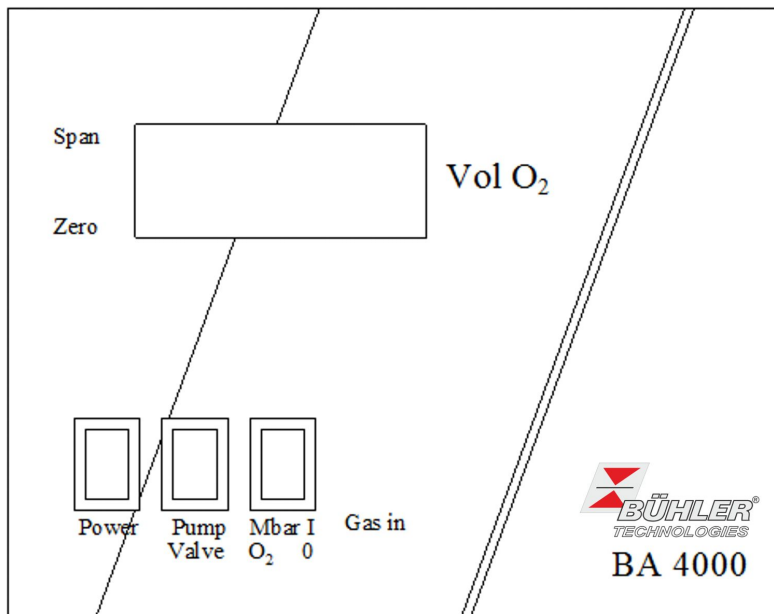 Span
Vol O₂
Zero
Power
Pump
Valve
Mbar I
O₂ 0
Gas in
BÜHLER®
TECHNOLOGIES
BA 4000